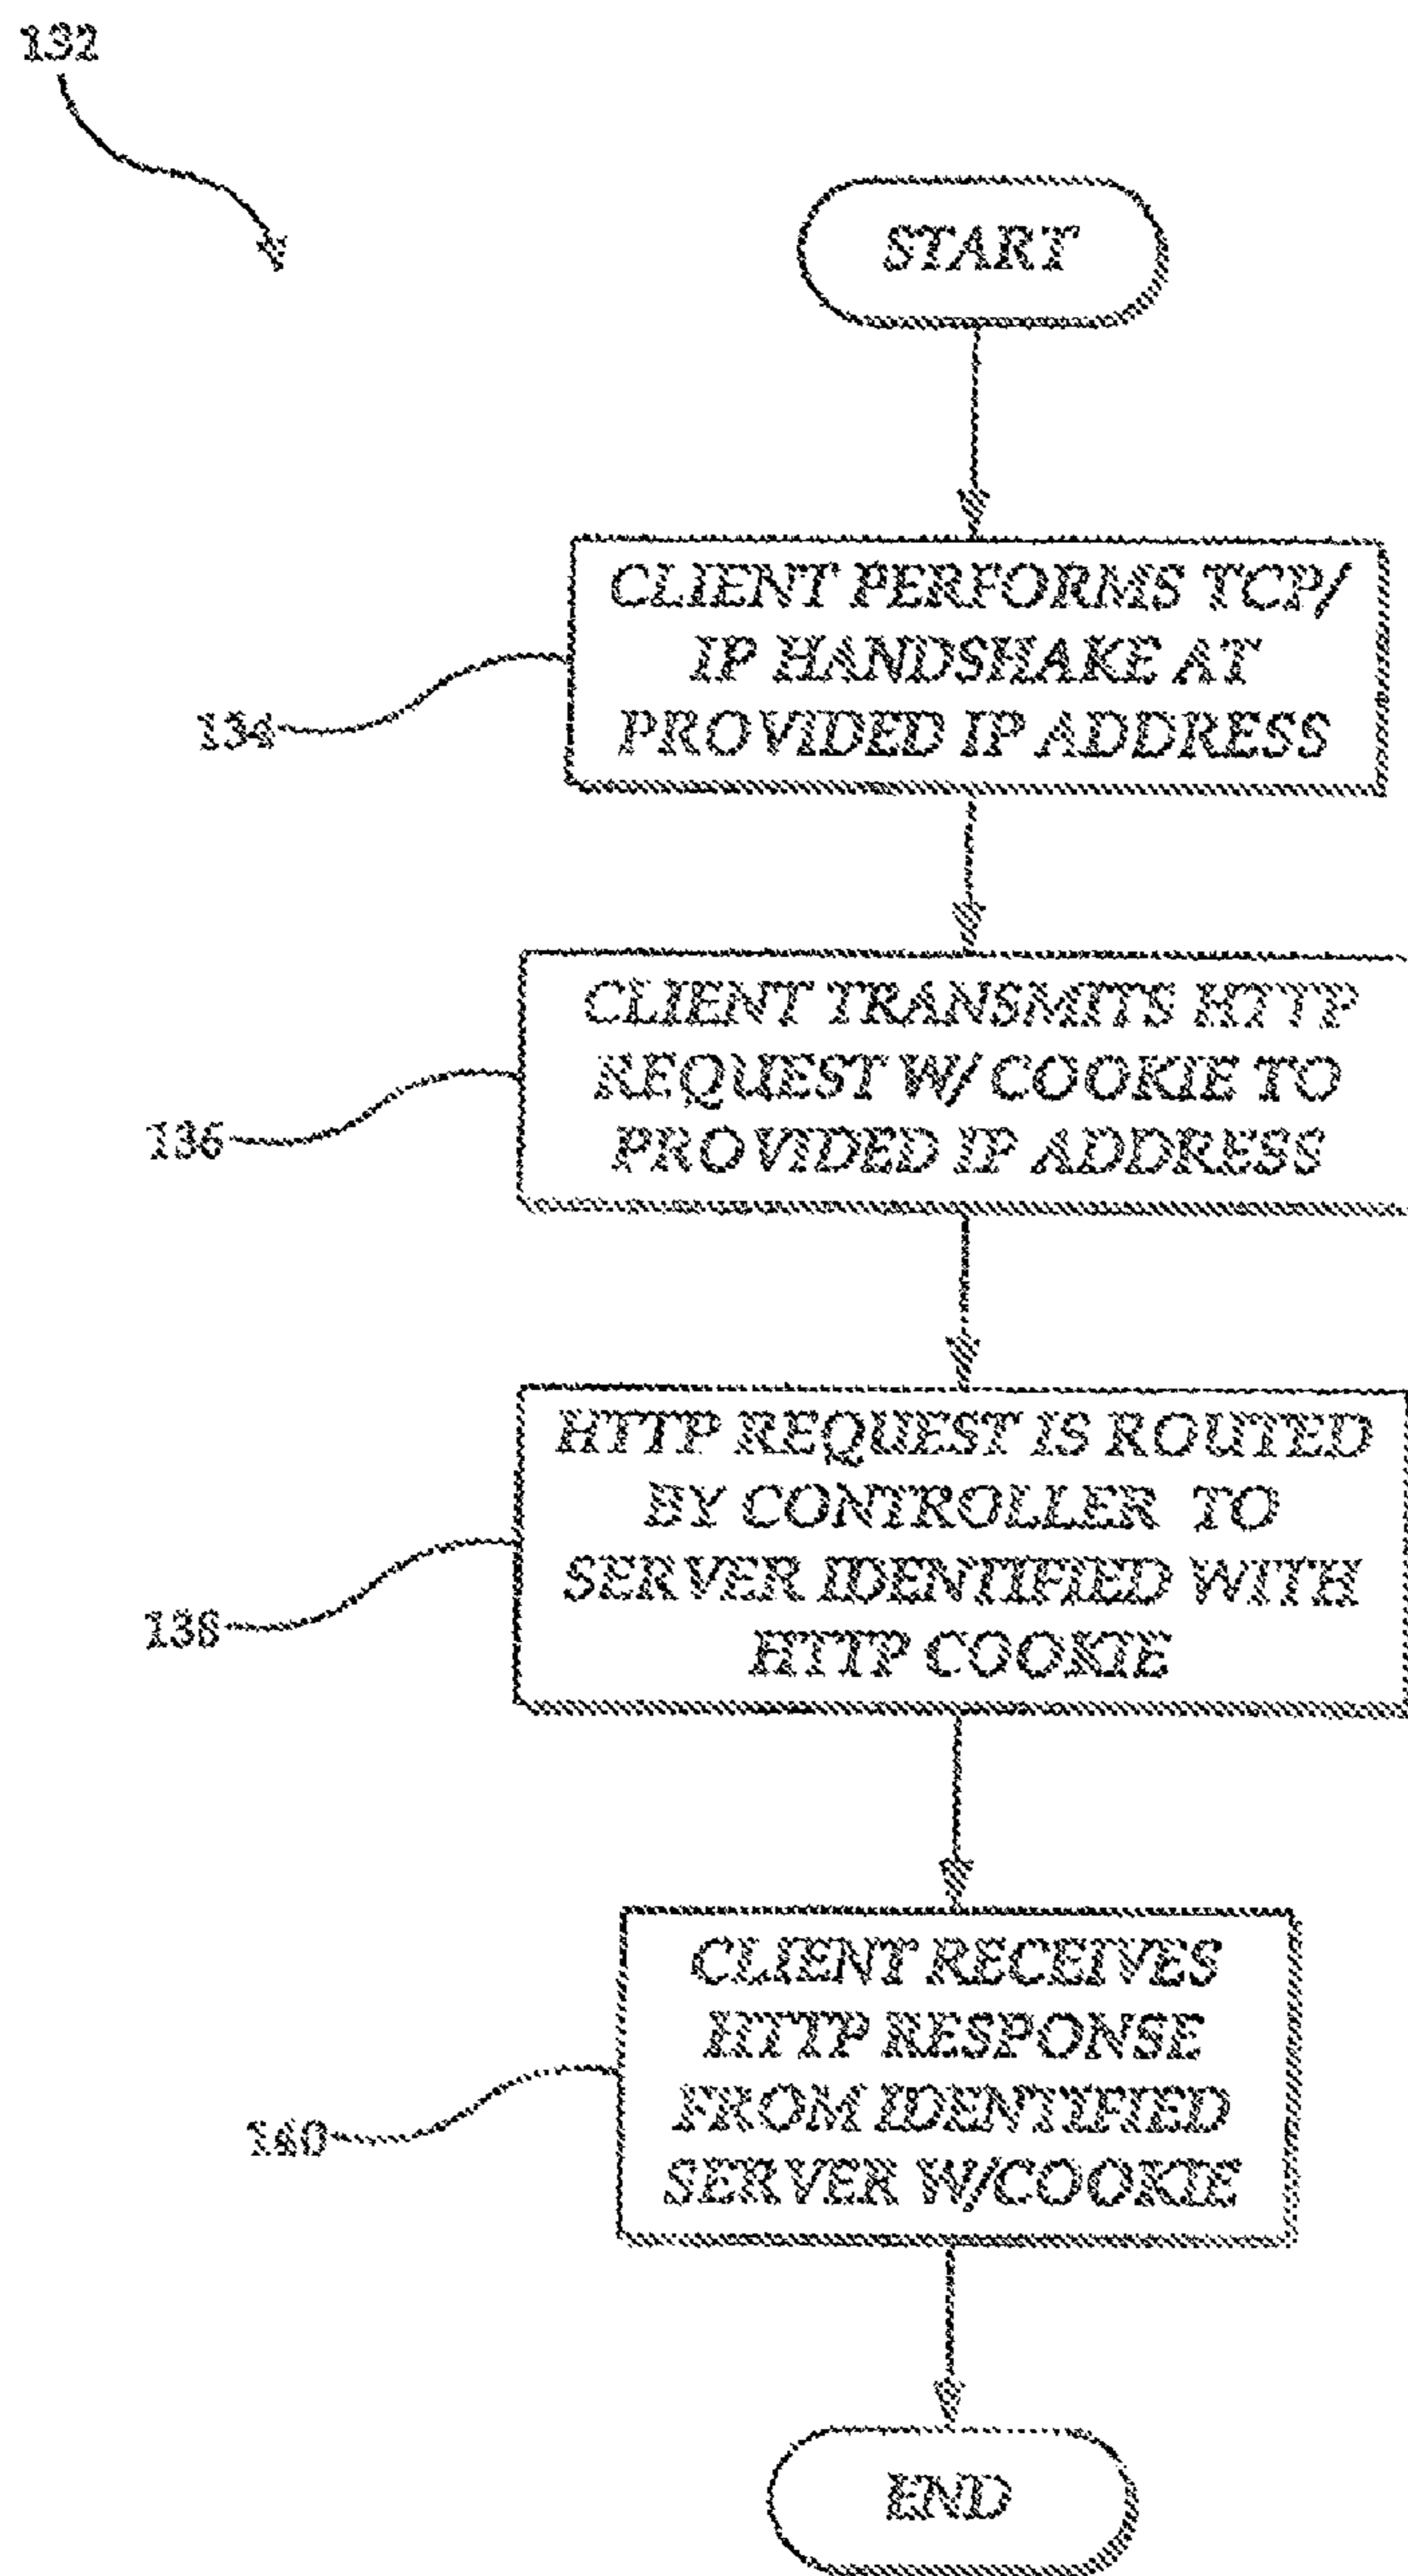 132
START
CLIENT PERFORMS TCP/
IP HANDSHAKE AT
PROVIDED IP ADDRESS
134
CLIENT TRANSMITS HTTP
REQUEST W/ COOKIE TO
PROVIDED IP ADDRESS
136
HTTP REQUEST IS ROUTED
BY CONTROLLER TO
SERVER IDENTIFIED WITH
HTTP COOKIE
138
CLIENT RECEIVES
HTTP RESPONSE
FROM IDENTIFIED
SERVER W/COOKIE
140
END